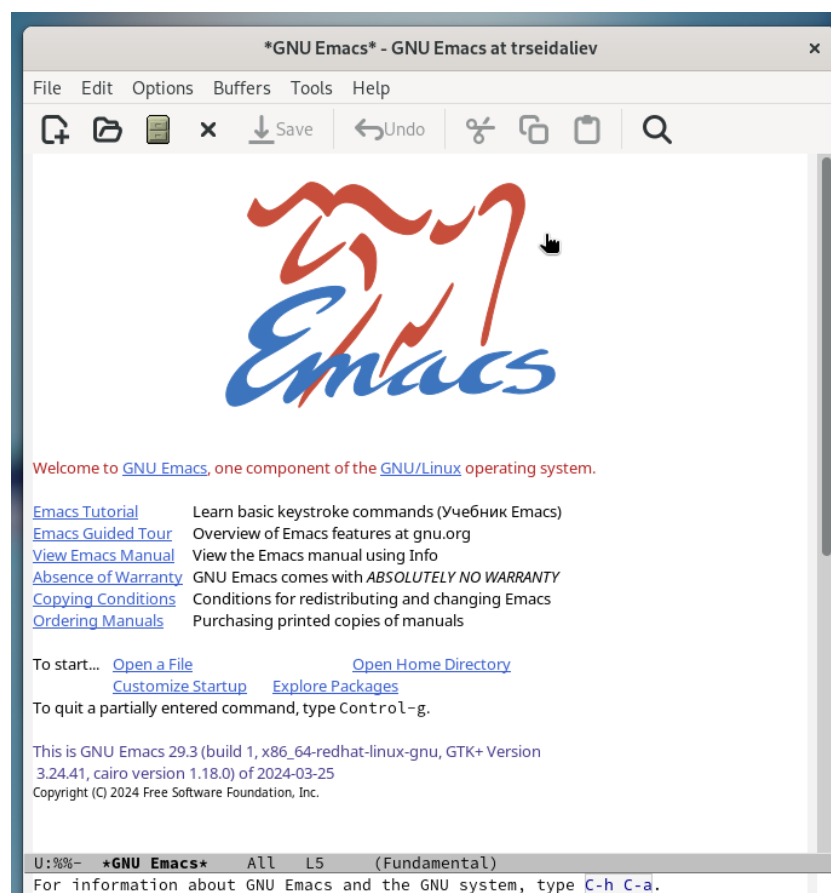 *GNU Emacs* - GNU Emacs at trseidaliev
File Edit Options Buffers Tools Help
Save Undo
Emacs
Welcome to GNU Emacs, one component of the GNU/Linux operating system.
Emacs Tutorial Learn basic keystroke commands (Учебник Emacs)
Emacs Guided Tour Overview of Emacs features at gnu.org
View Emacs Manual View the Emacs manual using Info
Absence of Warranty GNU Emacs comes with ABSOLUTELY NO WARRANTY
Copying Conditions Conditions for redistributing and changing Emacs
Ordering Manuals Purchasing printed copies of manuals
To start... Open a File Open Home Directory
Customize Startup Explore Packages
To quit a partially entered command, type Control-g.
This is GNU Emacs 29.3 (build 1, x86_64-redhat-linux-gnu, GTK+ Version
3.24.41, cairo version 1.18.0) of 2024-03-25
Copyright (C) 2024 Free Software Foundation, Inc.
U:%%- *GNU Emacs* All L5 (Fundamental)
For information about GNU Emacs and the GNU system, type C-h C-a.